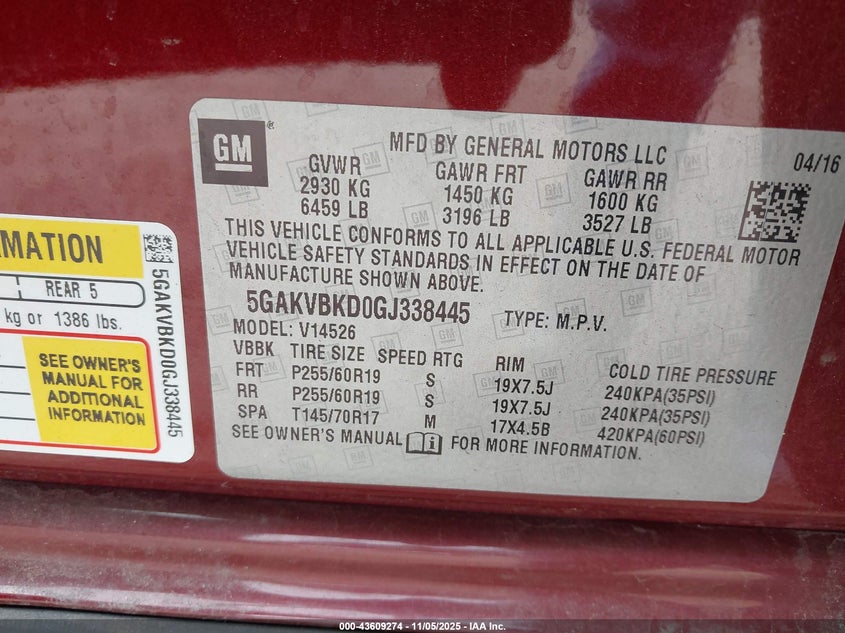 GM
®
MFD BY GENERAL MOTORS LLC
04/16
GVWR GAWR FRT GAWR RR
2930 KG 1450 KG 1600 KG
6459 LB 3196 LB 3527 LB
THIS VEHICLE CONFORMS TO ALL APPLICABLE U.S. FEDERAL MOTOR
VEHICLE SAFETY STANDARDS IN EFFECT ON THE DATE OF
MANUFACTURE SHOWN ABOVE.
5GAKVBKD0GJ338445 TYPE: M.P.V.
MODEL: V14526
VBBK TIRE SIZE SPEED RTG RIM COLD TIRE PRESSURE
FRT P255/60R19 S 19X7.5J 240KPA(35PSI)
RR P255/60R19 S 19X7.5J 240KPA(35PSI)
SPA T145/70R17 M 17X4.5B 420KPA(60PSI)
SEE OWNER'S MANUAL FOR MORE INFORMATION.
REAR 5
kg or 1386 lbs.
SEE OWNER'S
MANUAL FOR
ADDITIONAL
INFORMATION
5GAKVBKD0GJ338445
000-43609274 - 11/05/2025 - IAA Inc.